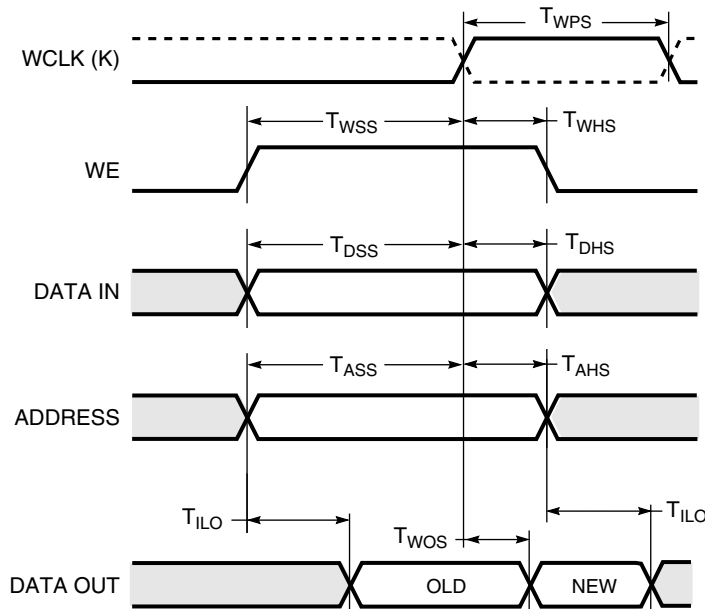 TWPS
WCLK (K)
TWSS
TWHS
WE
TDSS
TDHS
DATA IN
TASS
TAHS
ADDRESS
TILO
TWOS
TILO
DATA OUT
OLD
NEW